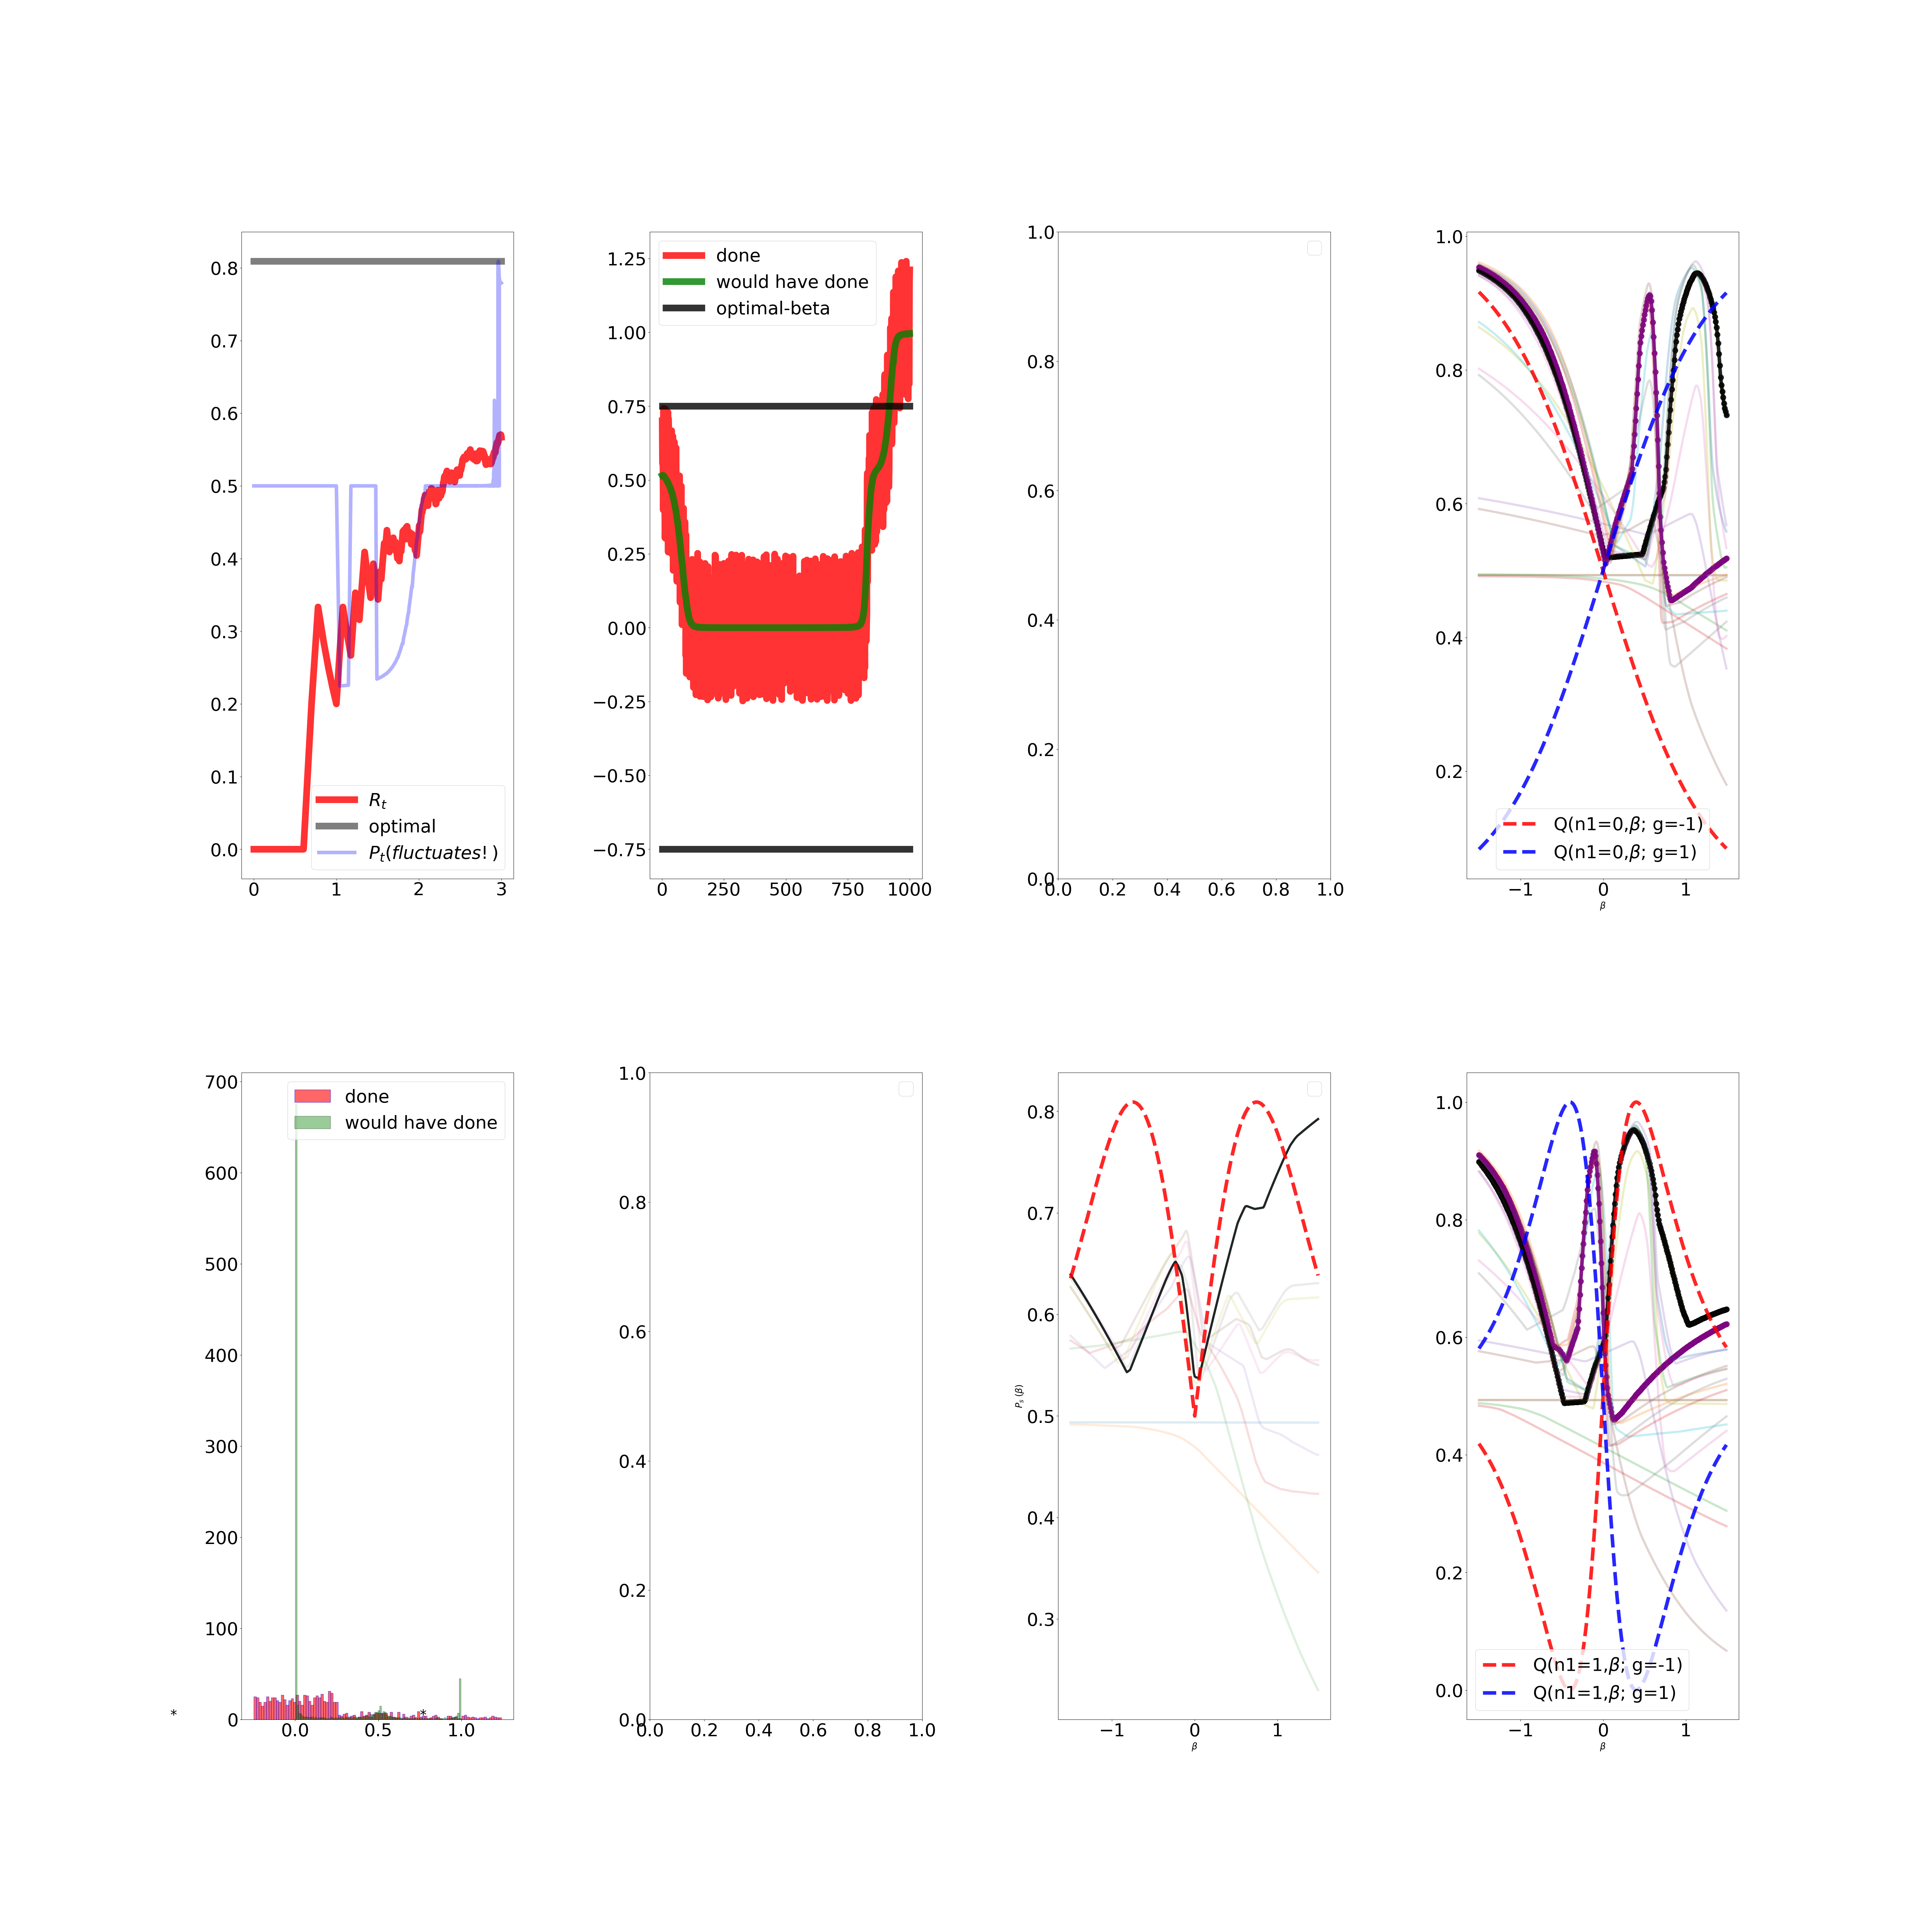 0.8
0.7
0.6
0.5
0.4
0.3
0.2
0.1
0.0
R_t
optimal
P_t(fluctuates!)
0 1 2 3
1.25
1.00
0.75
0.50
0.25
0.00
−0.25
−0.50
−0.75
done
would have done
optimal-beta
0 250 500 750 1000
1.0
0.8
0.6
0.4
0.2
0.0
0.0 0.2 0.4 0.6 0.8 1.0
1.0
0.8
0.6
0.4
0.2
Q(n1=0,β; g=-1)
Q(n1=0,β; g=1)
−1 0 1
β
700
600
500
400
300
200
100
0
done
would have done
* *
0.0 0.5 1.0
1.0
0.8
0.6
0.4
0.2
0.0
0.0 0.2 0.4 0.6 0.8 1.0
0.8
0.7
0.6
0.5
0.4
0.3
P_s (β)
−1 0 1
β
1.0
0.8
0.6
0.4
0.2
0.0
Q(n1=1,β; g=-1)
Q(n1=1,β; g=1)
−1 0 1
β